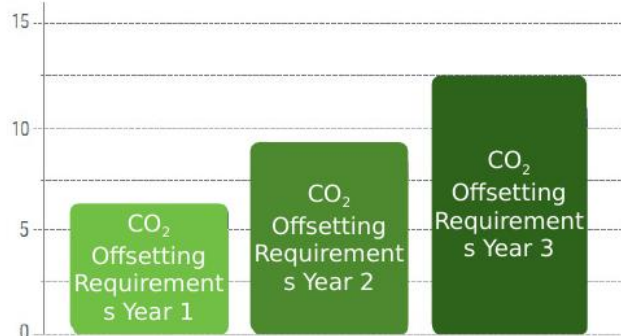 15
10
5
0
CO₂
Offsetting
Requirement
s Year 1
CO₂
Offsetting
Requirement
s Year 2
CO₂
Offsetting
Requirement
s Year 3